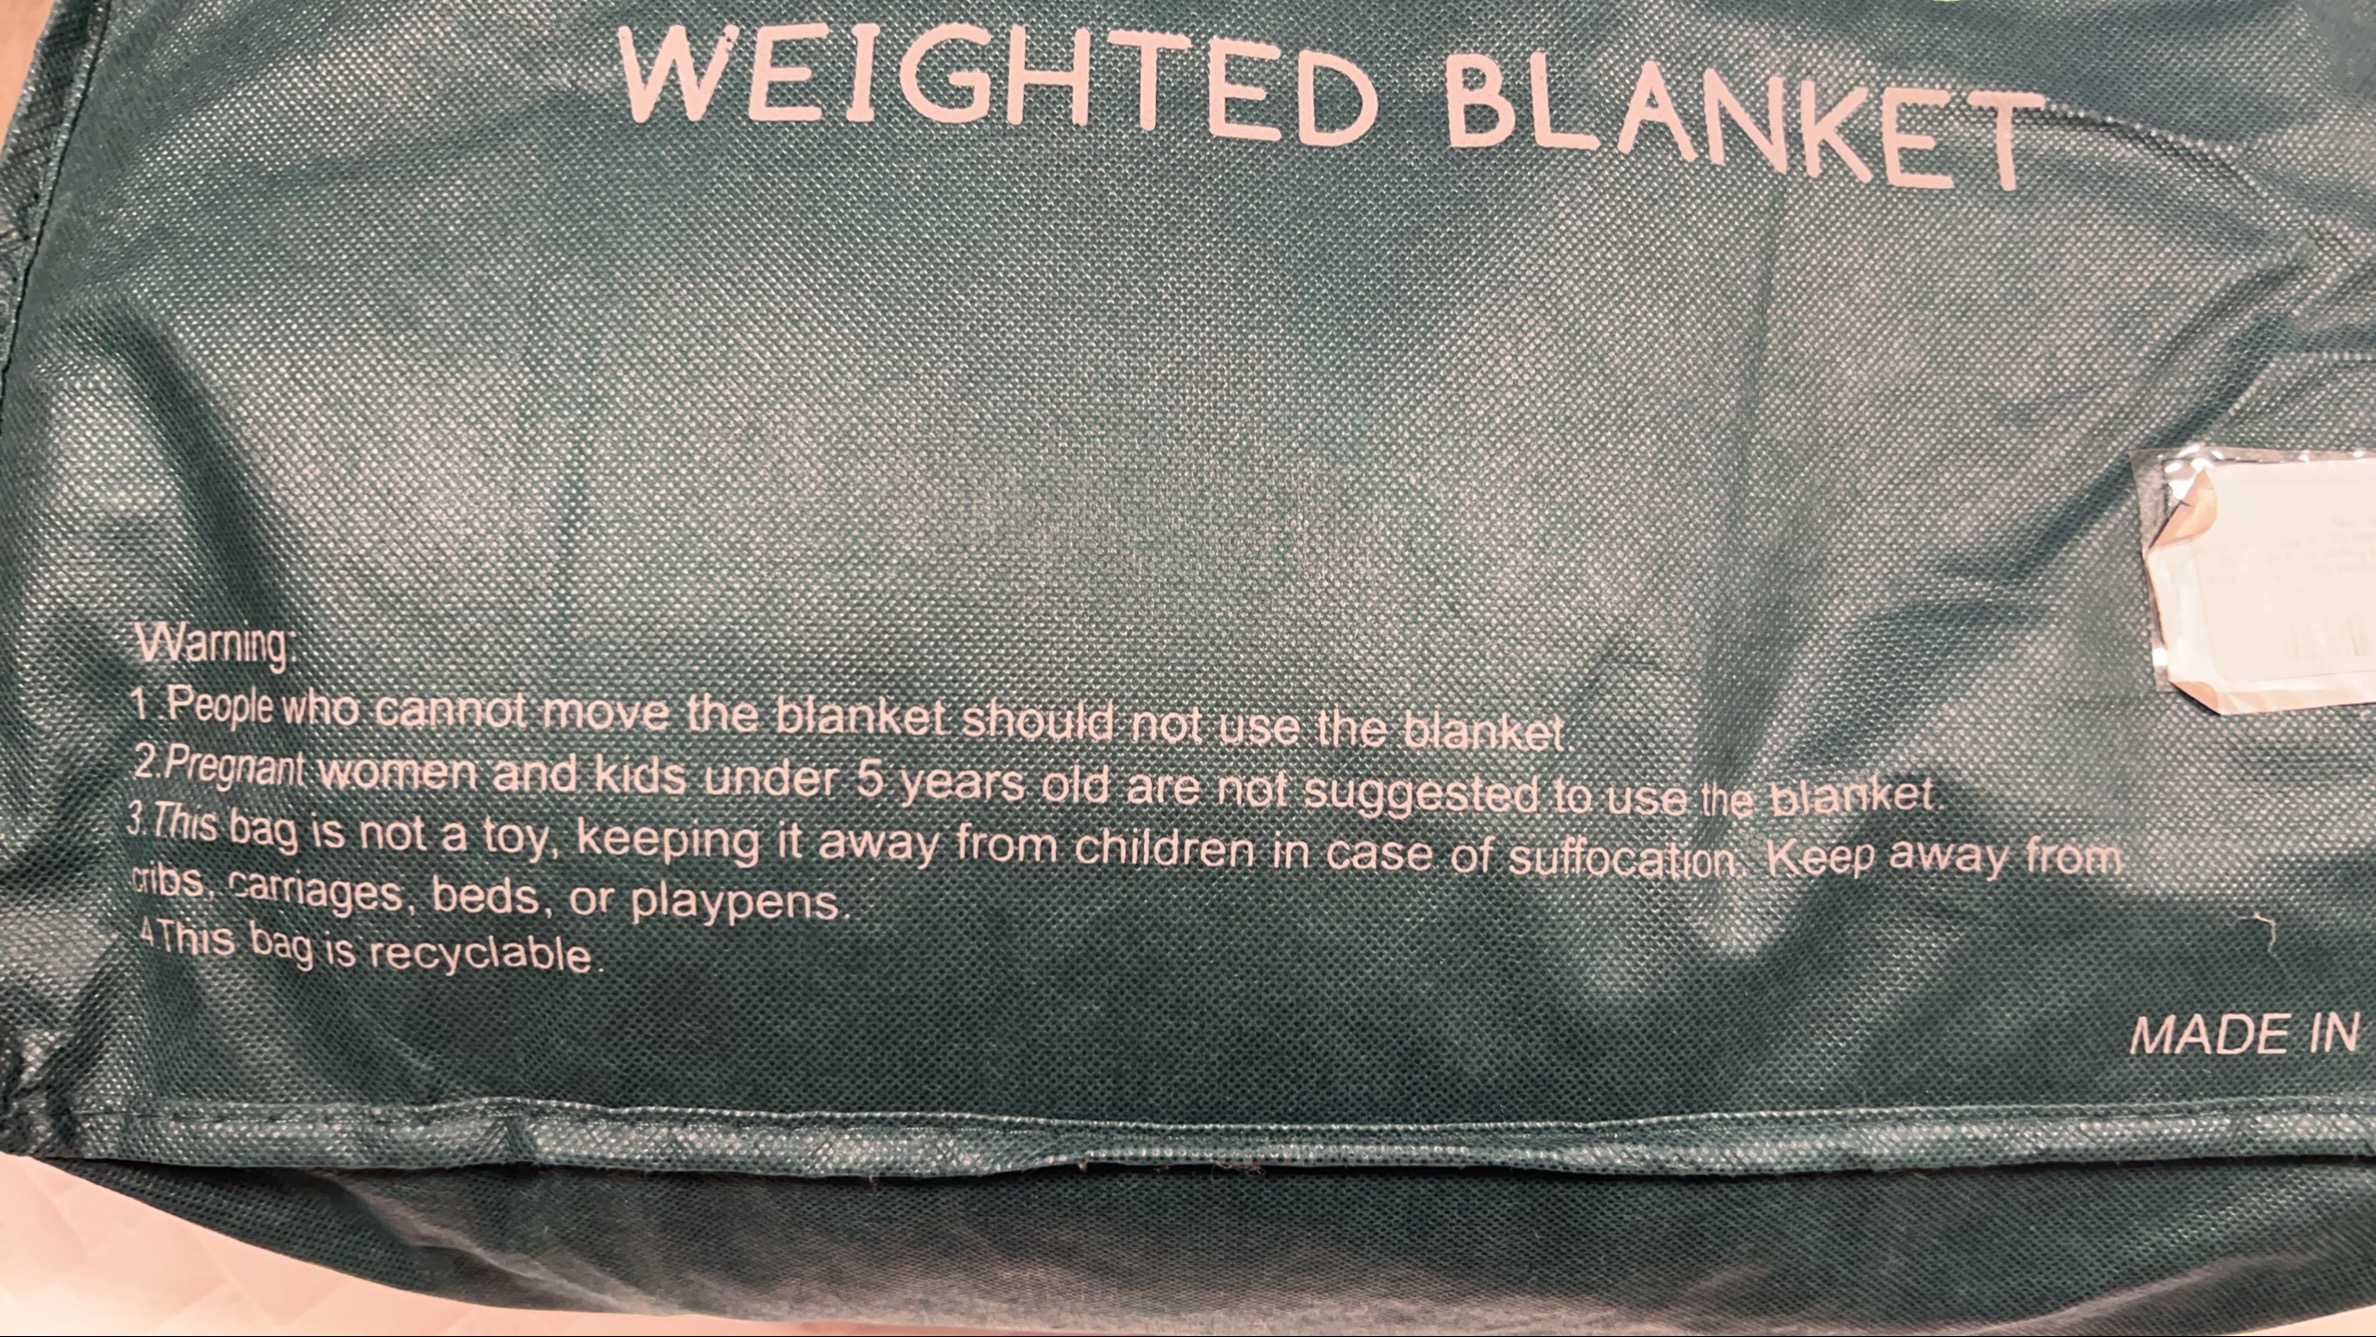 WEIGHTED BLANKET
Warning:
1.People who cannot move the blanket should not use the blanket.
2.Pregnant women and kids under 5 years old are not suggested to use the blanket.
3.This bag is not a toy, keeping it away from children in case of suffocation. Keep away from
cribs, carriages, beds, or playpens.
4This bag is recyclable.
MADE IN